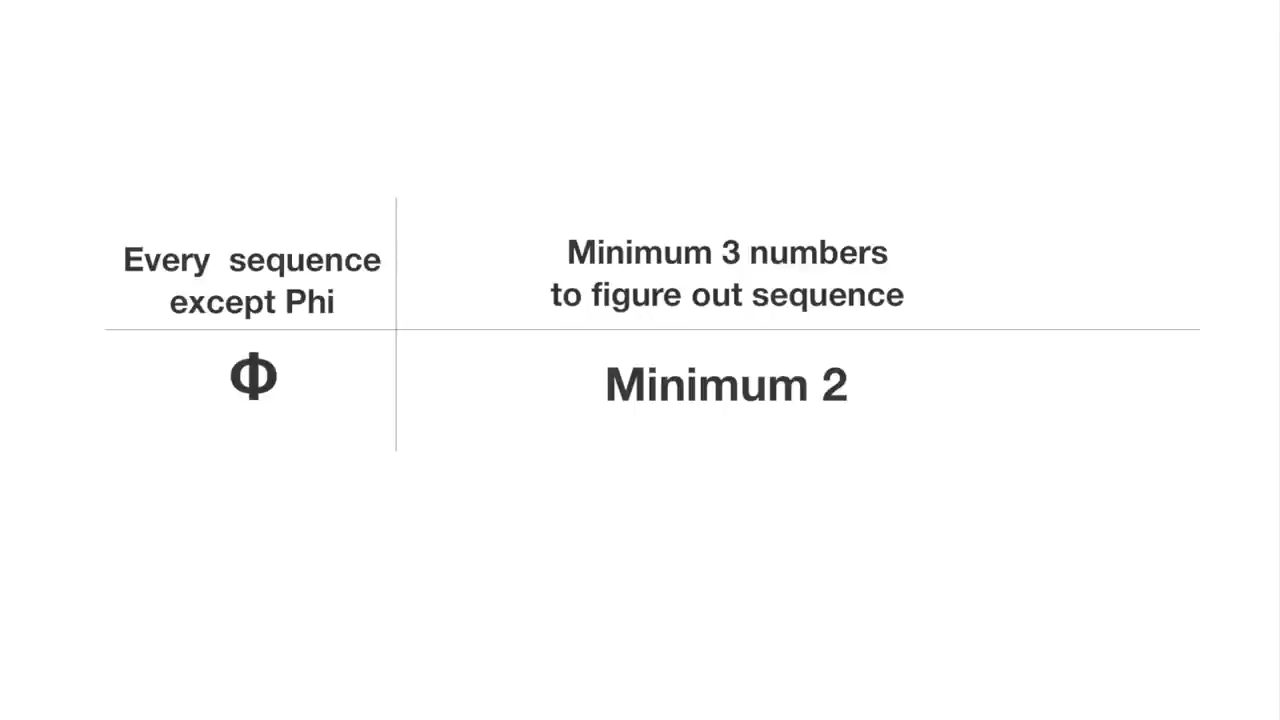 Every sequence
except Phi
Minimum 3 numbers
to figure out sequence
Φ
Minimum 2